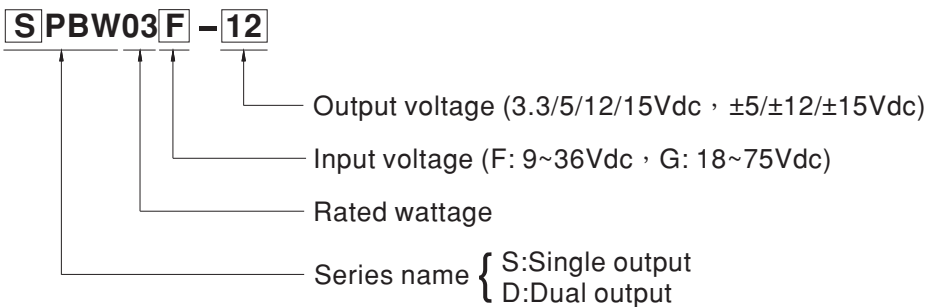 SPBW03F-12
Output voltage (3.3/5/12/15Vdc，±5/±12/±15Vdc)
Input voltage (F: 9~36Vdc，G: 18~75Vdc)
Rated wattage
Series name { S:Single output
D:Dual output